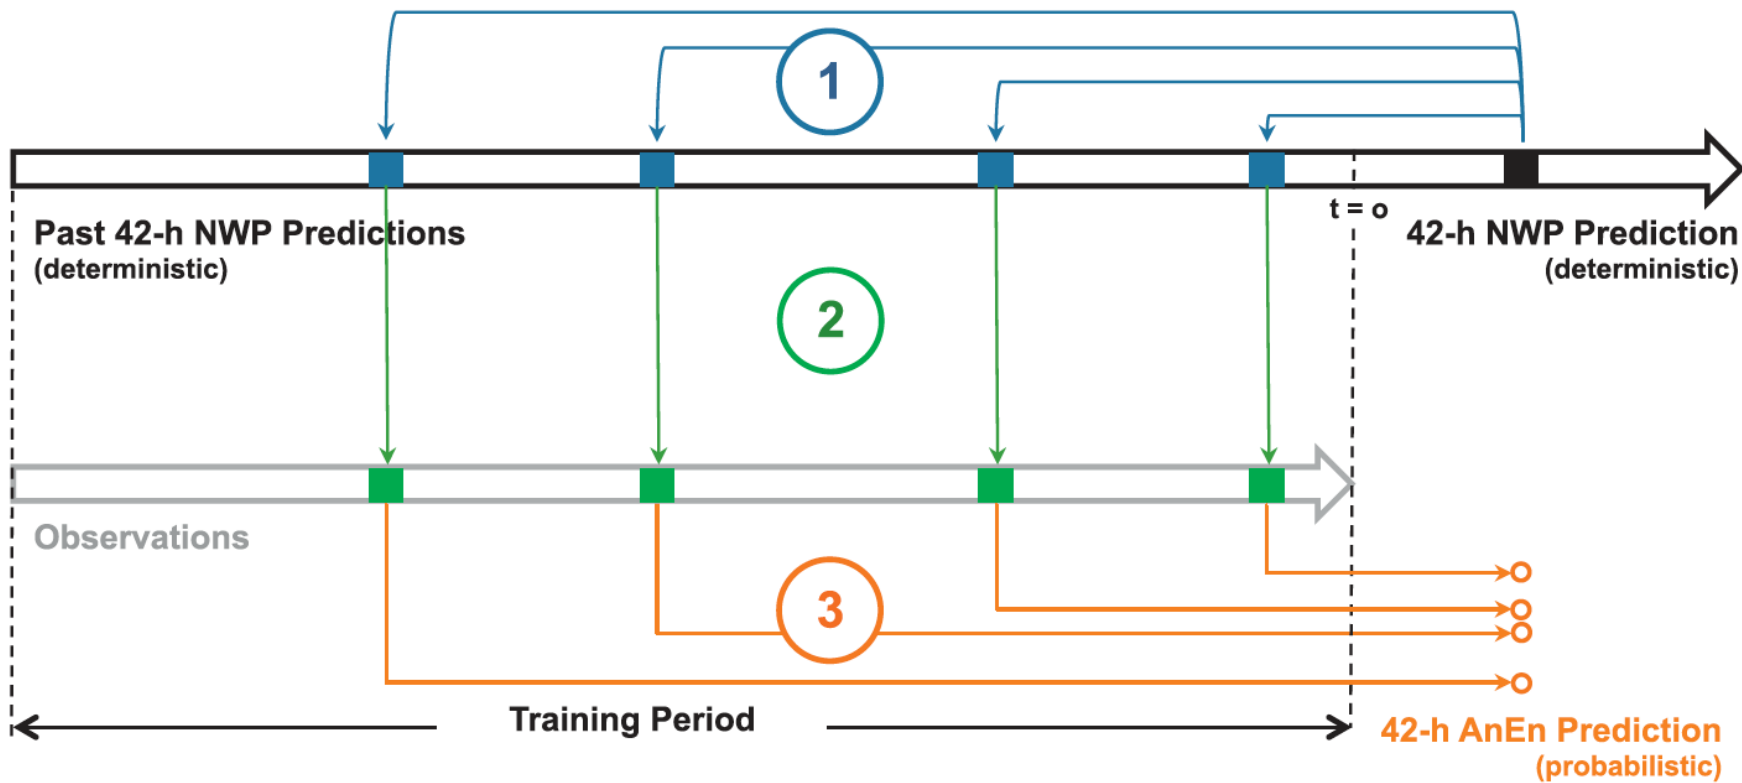 1
t = o
Past 42-h NWP Predictions
(deterministic)
42-h NWP Prediction
(deterministic)
2
Observations
3
Training Period
42-h AnEn Prediction
(probabilistic)